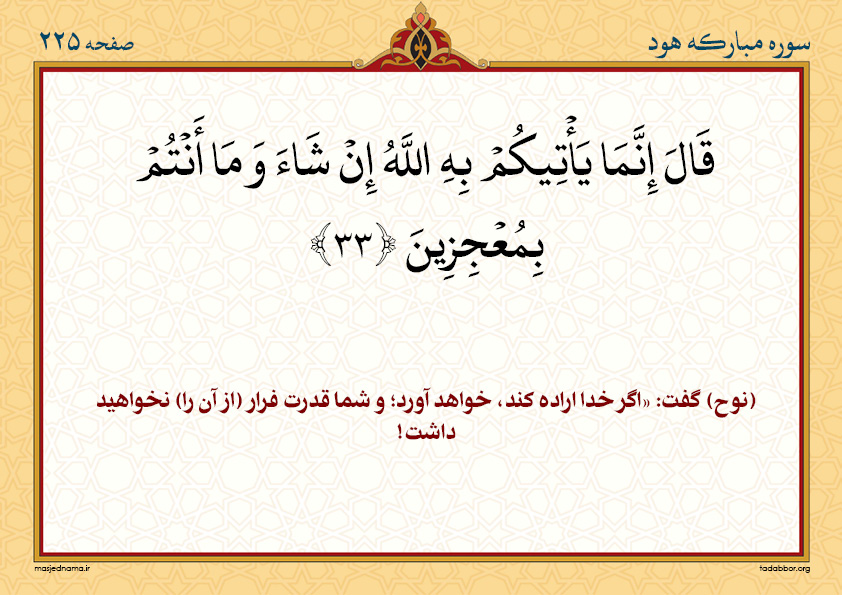 سوره مبارکه هود
صفحه ۲۲۵
قَالَ إِنَّمَا يَأْتِيكُمْ بِهِ اللَّهُ إِنْ شَاءَ وَ مَا أَنْتُمْ
بِمُعْجِزِينَ ﴿۳۳﴾
(نوح) گفت: «اگر خدا اراده کند، خواهد آورد؛ و شما قدرت فرار (از آن را) نخواهید
داشت!
masjednama.ir
tadabbor.org